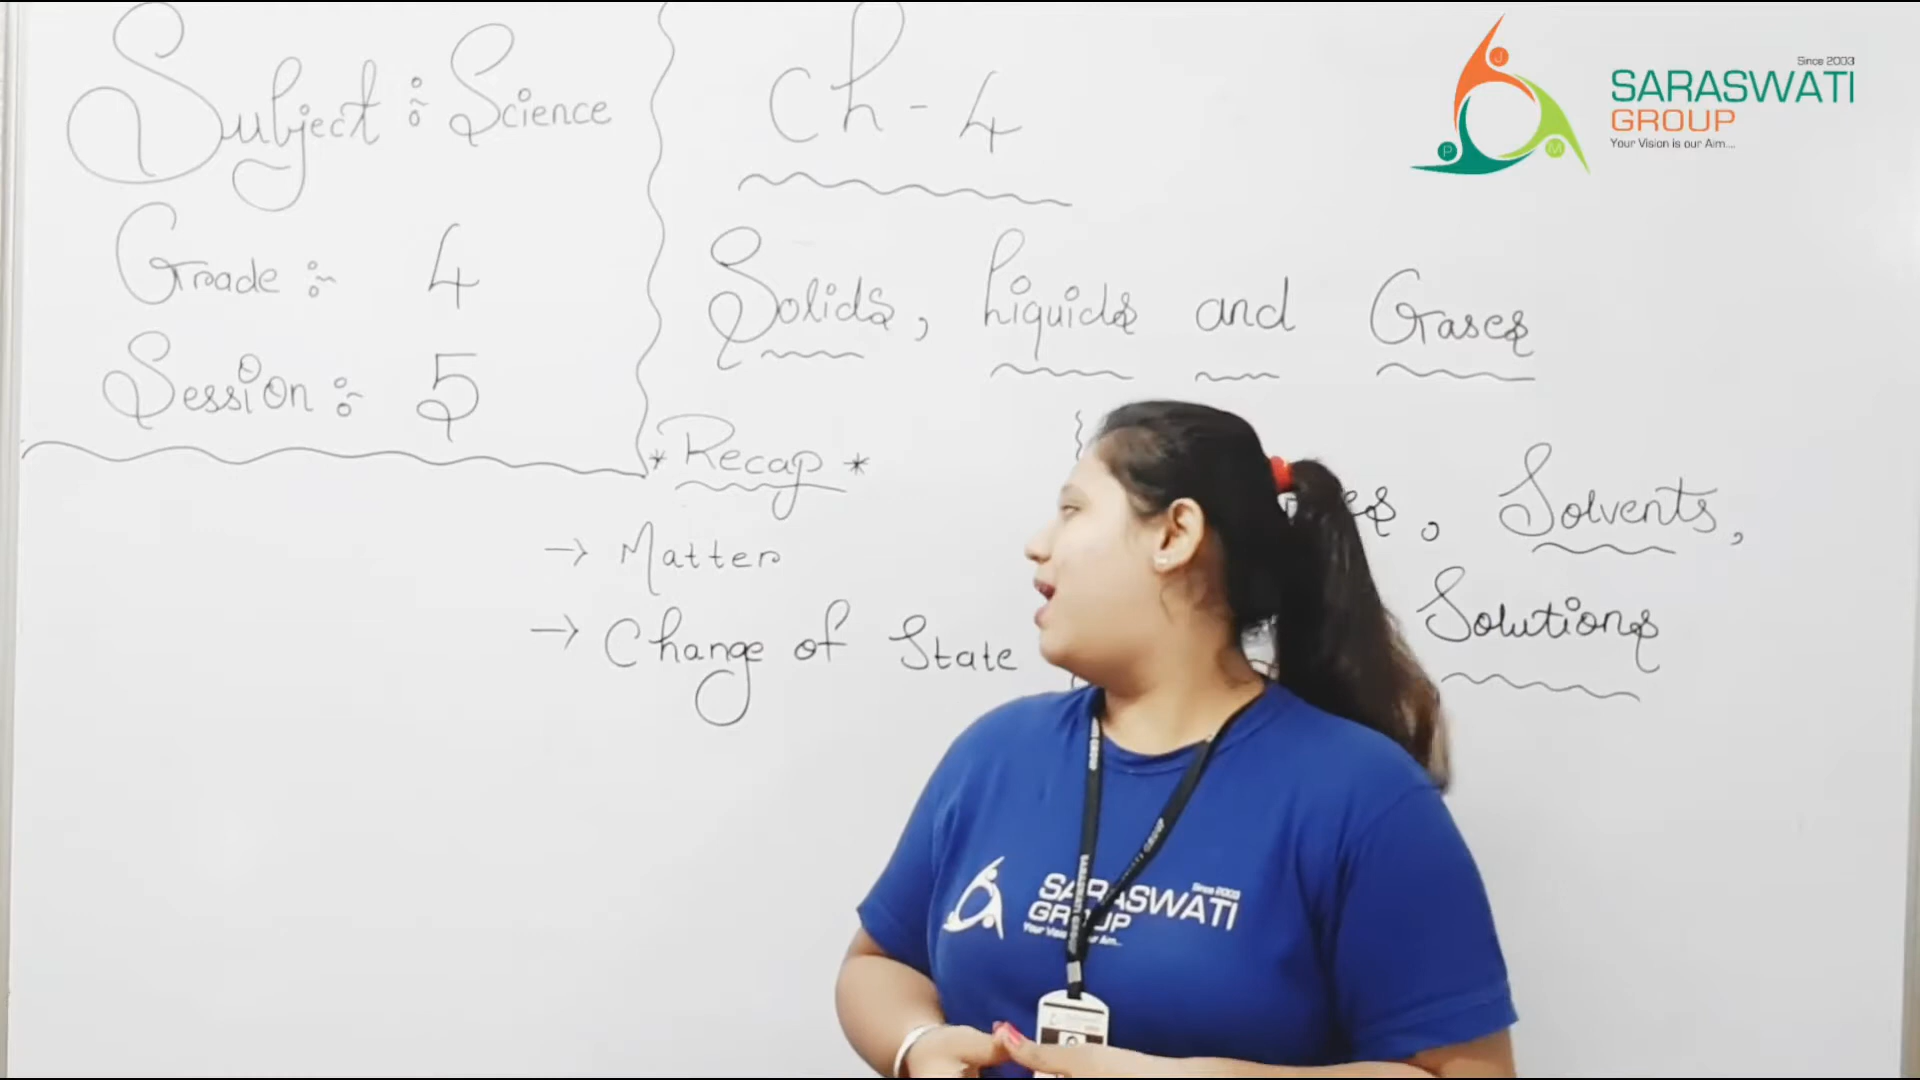 Subject : Science
Grade : 4
Session : 5
Ch - 4
Solids, Liquids and Gases
* Recap *
→ Matter
→ Change of State
, Solvents,
Solutions
Since 2003
SARASWATI
GROUP
Your Vision is our Aim....
J
P
M
Since 2003
SARASWATI
GROUP